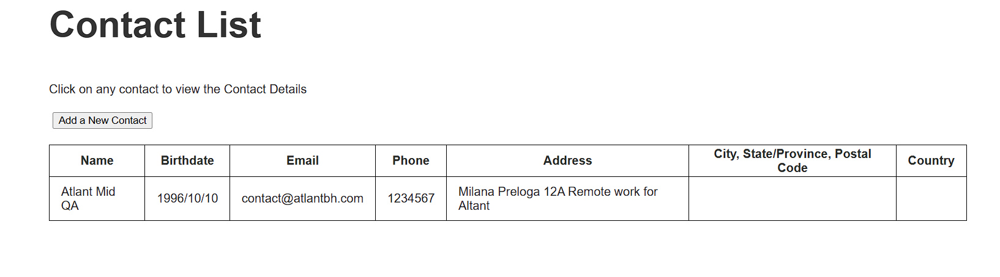 Contact List
Click on any contact to view the Contact Details
Add a New Contact
Name Birthdate Email Phone Address City, State/Province, Postal Code Country
Atlant Mid QA 1996/10/10 contact@atlantbh.com 1234567 Milana Preloga 12A Remote work for Altant